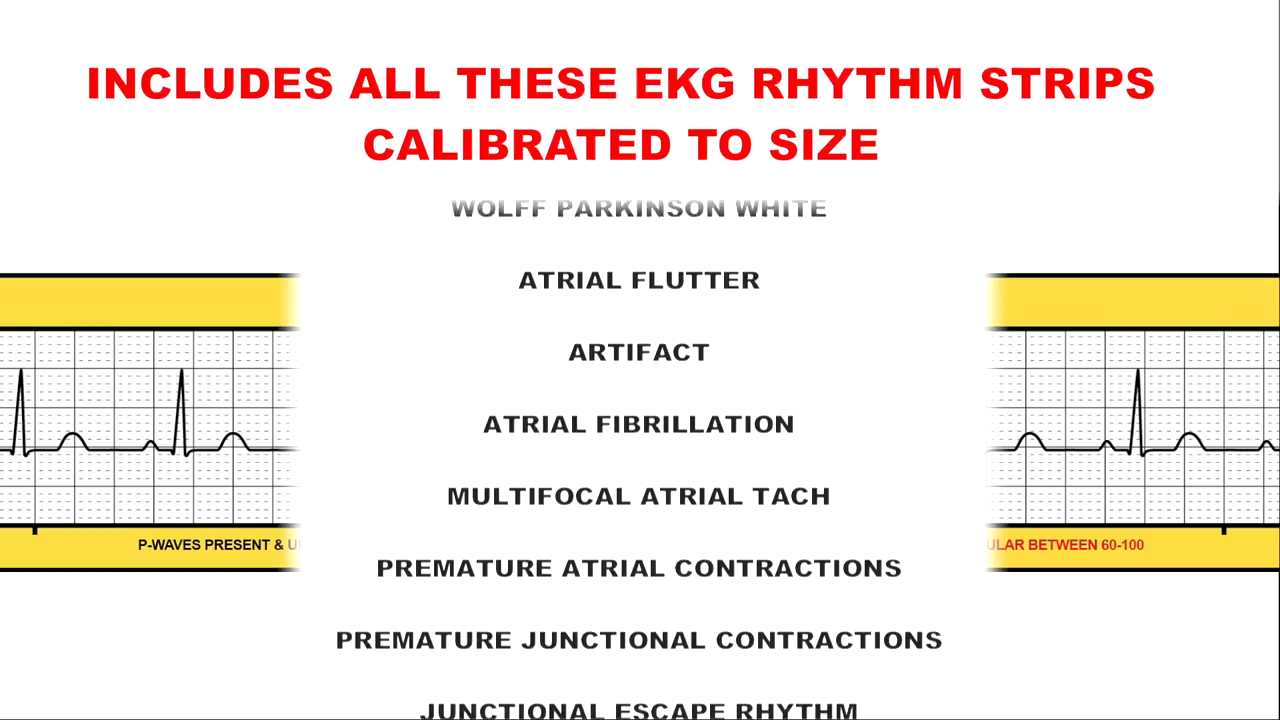 INCLUDES ALL THESE EKG RHYTHM STRIPS
CALIBRATED TO SIZE
WOLFF PARKINSON WHITE
ATRIAL FLUTTER
ARTIFACT
ATRIAL FIBRILLATION
MULTIFOCAL ATRIAL TACH
P-WAVES PRESENT & U
ULAR BETWEEN 60-100
PREMATURE ATRIAL CONTRACTIONS
PREMATURE JUNCTIONAL CONTRACTIONS
JUNCTIONAL ESCAPE RHYTHM